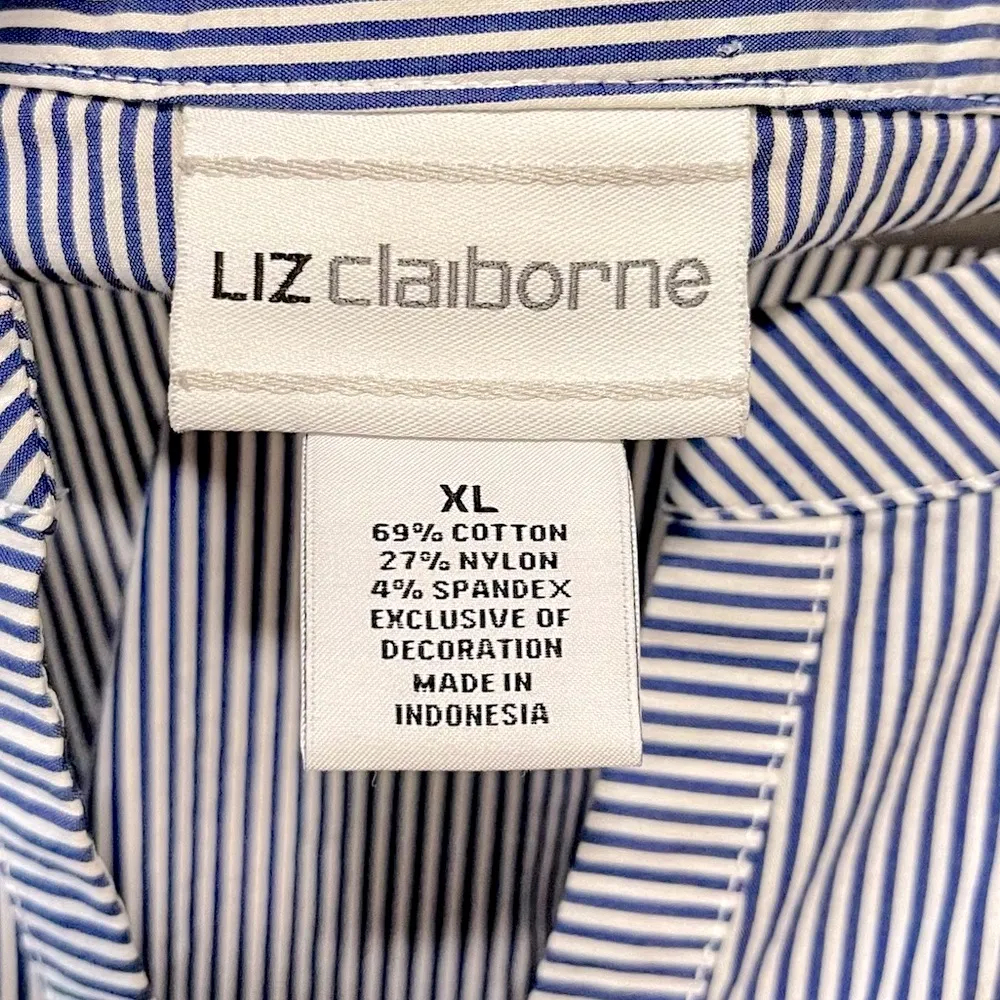 LIZ claiborne
XL
69% COTTON
27% NYLON
4% SPANDEX
EXCLUSIVE OF
DECORATION
MADE IN
INDONESIA